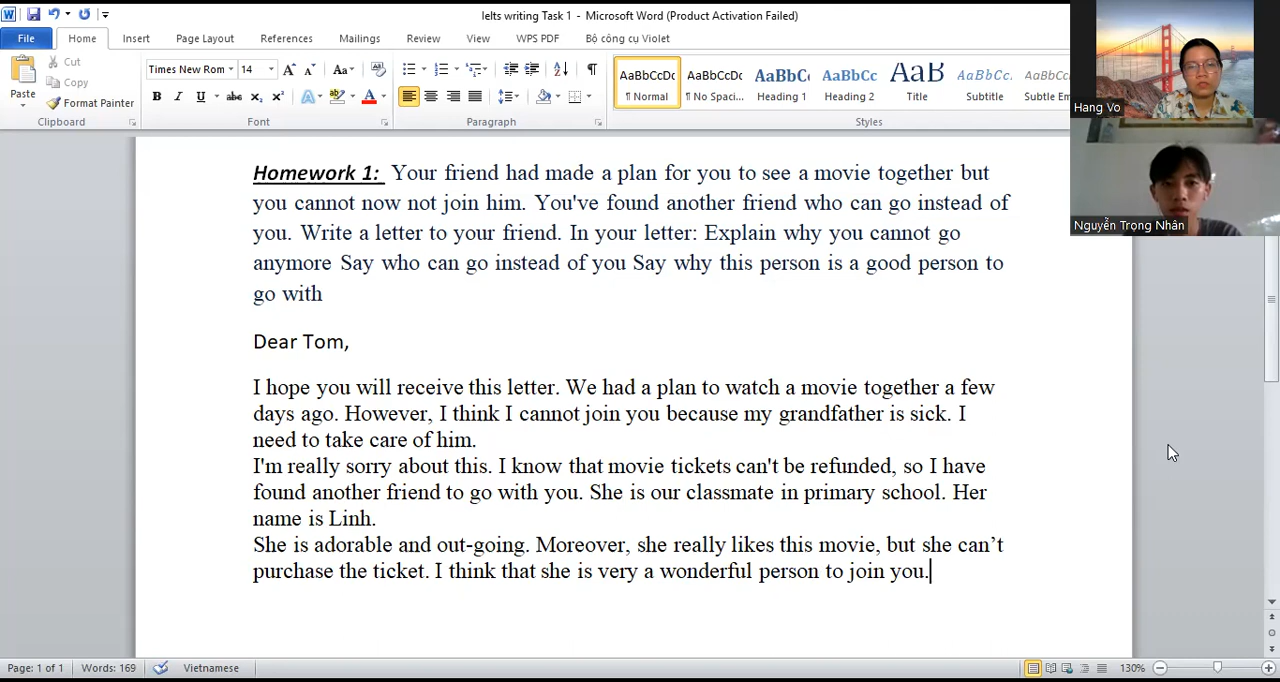 Ielts writing Task 1 - Microsoft Word (Product Activation Failed)
File Home Insert Page Layout References Mailings Review View WPS PDF Bộ công cụ Violet
Paste
Cut
Copy
Format Painter
Clipboard
Times New Rom 14
Font
Paragraph
AaBbCcDc AaBbCcDc AaBbC AaBbCc AaB AaBbCc AaBbCc
¶ Normal ¶ No Spaci... Heading 1 Heading 2 Title Subtitle Subtle Em
Styles
Hang Vo
Nguyễn Trọng Nhân
Homework 1: Your friend had made a plan for you to see a movie together but
you cannot now not join him. You've found another friend who can go instead of
you. Write a letter to your friend. In your letter: Explain why you cannot go
anymore Say who can go instead of you Say why this person is a good person to
go with
Dear Tom,
I hope you will receive this letter. We had a plan to watch a movie together a few
days ago. However, I think I cannot join you because my grandfather is sick. I
need to take care of him.
I'm really sorry about this. I know that movie tickets can't be refunded, so I have
found another friend to go with you. She is our classmate in primary school. Her
name is Linh.
She is adorable and out-going. Moreover, she really likes this movie, but she can’t
purchase the ticket. I think that she is very a wonderful person to join you.
Page: 1 of 1 Words: 169 Vietnamese 130%